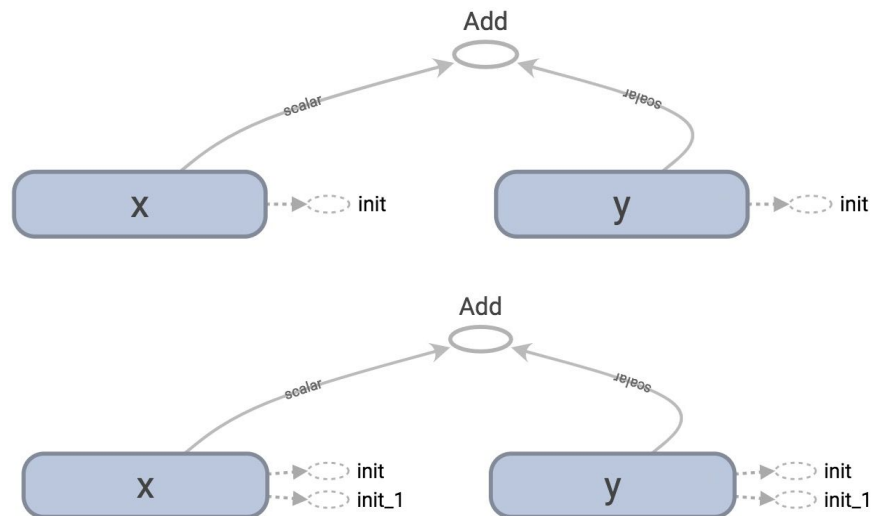 Add
scalar
scalar
x
init
y
init
Add
scalar
scalar
x
init
init_1
y
init
init_1